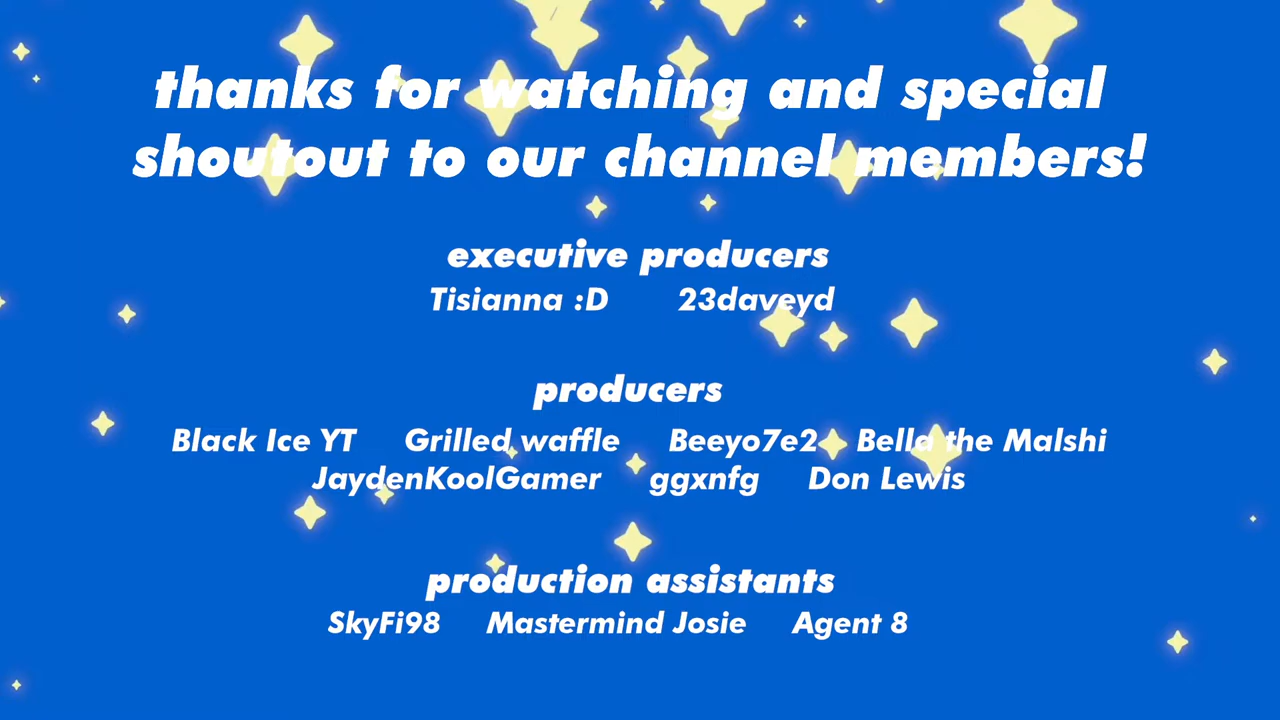 thanks for watching and special
shoutout to our channel members!
executive producers
Tisianna :D 23daveyd
producers
Black Ice YT Grilled waffle Beeyo7e2 Bella the Malshi
JaydenKoolGamer ggxnfg Don Lewis
production assistants
SkyFi98 Mastermind Josie Agent 8